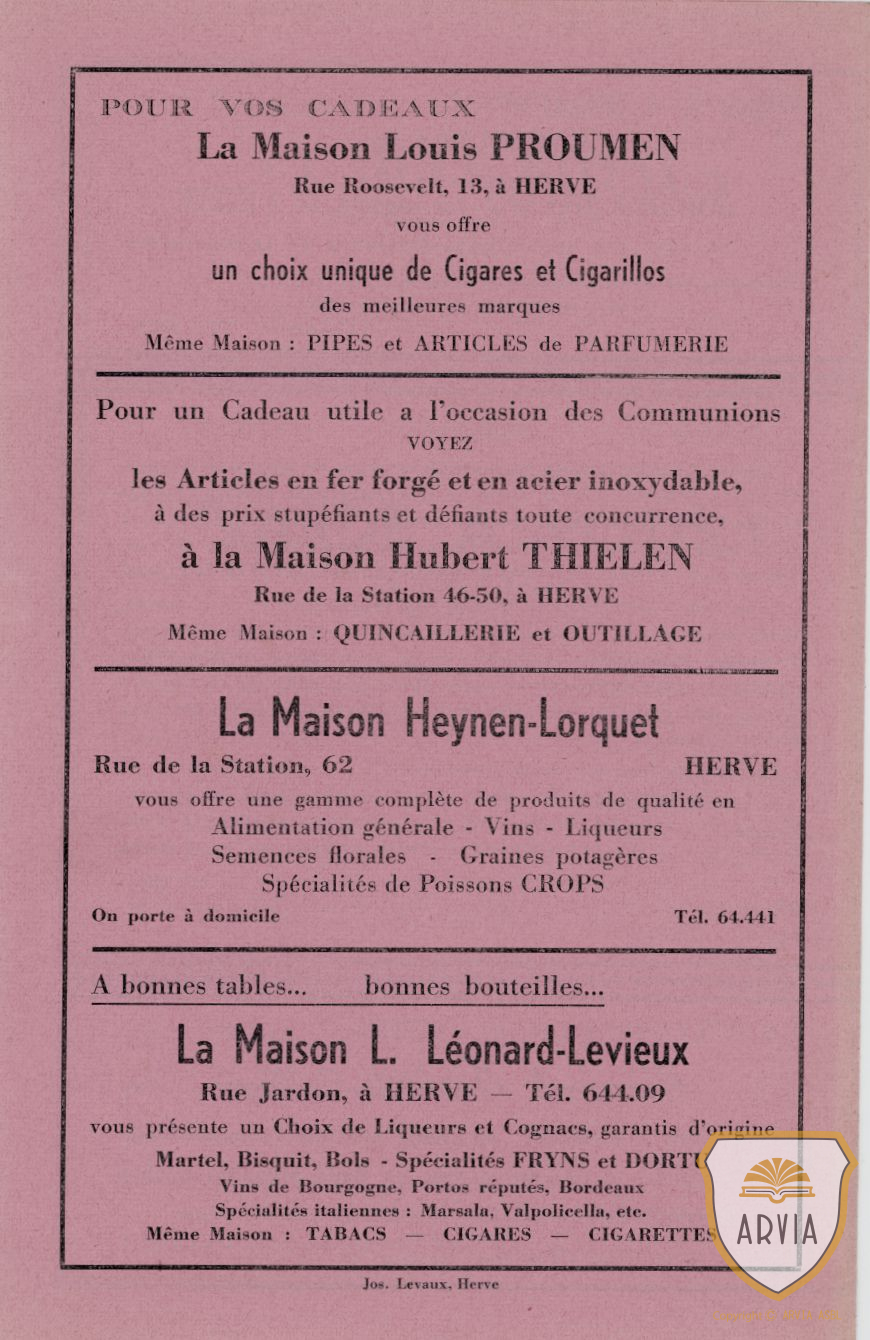 POUR VOS CADEAUX
La Maison Louis PROUMEN
Rue Roosevelt, 13, à HERVE
vous offre
un choix unique de Cigares et Cigarillos
des meilleures marques
Même Maison : PIPES et ARTICLES de PARFUMERIE
Pour un Cadeau utile a l'occasion des Communions
VOYEZ
les Articles en fer forgé et en acier inoxydable,
à des prix stupéfiants et défiants toute concurrence,
à la Maison Hubert THIELEN
Rue de la Station 46-50, à HERVE
Même Maison : QUINCAILLERIE et OUTILLAGE
La Maison Heynen-Lorquet
Rue de la Station, 62 HERVE
vous offre une gamme complète de produits de qualité en
Alimentation générale - Vins - Liqueurs
Semences florales - Graines potagères
Spécialités de Poissons CROPS
On porte à domicile Tél. 64.441
A bonnes tables... bonnes bouteilles...
La Maison L. Léonard-Levieux
Rue Jardon, à HERVE — Tél. 644.09
vous présente un Choix de Liqueurs et Cognacs, garantis d'origine
Martel, Bisquit, Bols - Spécialités FRYNS et
Vins de Bourgogne, Portos réputés, Bordeaux
Spécialités italiennes : Marsala, Valpolicella, etc.
Même Maison : TABACS — CIGARES — CIGARETTES
ARVIA
Jos. Levaux, Herve